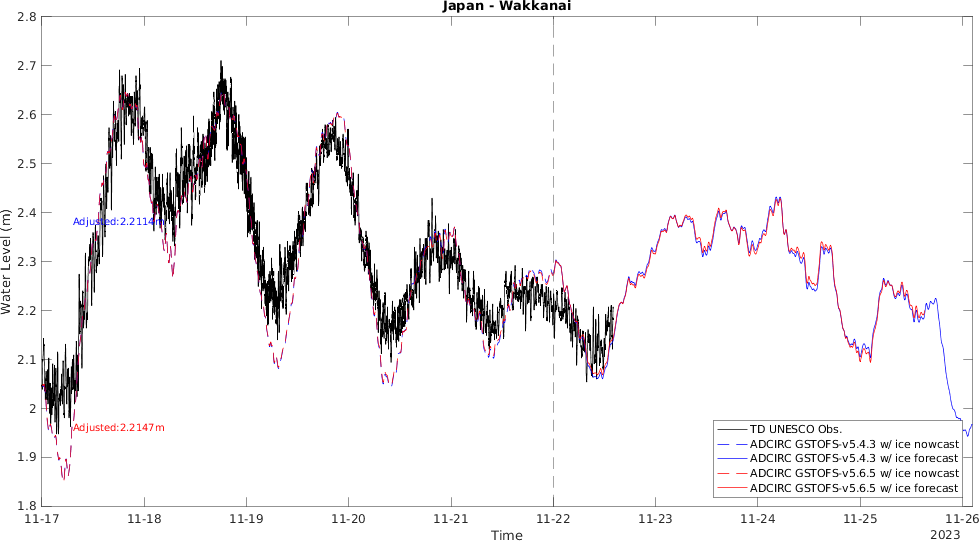 Japan - Wakkanai
2.8
2.7
2.6
2.5
2.4
2.3
2.2
2.1
2
1.9
1.8
Water Level (m)
Adjusted:2.2114m
Adjusted:2.2147m
TD UNESCO Obs.
ADCIRC GSTOFS-v5.4.3 w/ ice nowcast
ADCIRC GSTOFS-v5.4.3 w/ ice forecast
ADCIRC GSTOFS-v5.6.5 w/ ice nowcast
ADCIRC GSTOFS-v5.6.5 w/ ice forecast
11-17 11-18 11-19 11-20 11-21 11-22 11-23 11-24 11-25 11-26
Time
2023